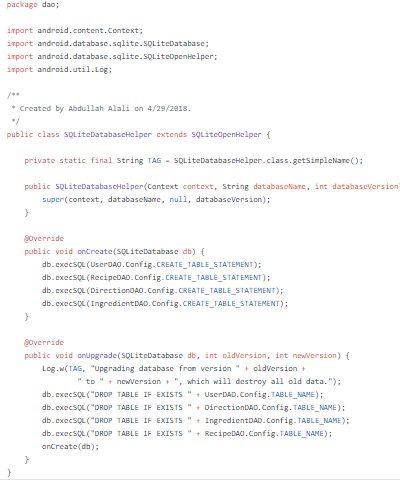 package dao;
import android.content.Context;
import android.database.sqlite.SQLiteDatabase;
import android.database.sqlite.SQLiteOpenHelper;
import android.util.Log;
/**
* Created by Abdullah Alali on 4/29/2018.
*/
public class SQLiteDatabaseHelper extends SQLiteOpenHelper {
private static final String TAG = SQLiteDatabaseHelper.class.getSimpleName();
public SQLiteDatabaseHelper(Context context, String databaseName, int databaseVersion)
super(context, databaseName, null, databaseVersion);
}
@Override
public void onCreate(SQLiteDatabase db) {
db.execSQL(UserDAO.Config.CREATE_TABLE_STATEMENT);
db.execSQL(RecipeDAO.Config.CREATE_TABLE_STATEMENT);
db.execSQL(DirectionDAO.Config.CREATE_TABLE_STATEMENT);
db.execSQL(IngredientDAO.Config.CREATE_TABLE_STATEMENT);
}
@Override
public void onUpgrade(SQLiteDatabase db, int oldVersion, int newVersion) {
Log.w(TAG, "Upgrading database from version " + oldVersion +
" to " + newVersion + ", which will destroy all old data.");
db.execSQL("DROP TABLE IF EXISTS " + UserDAO.Config.TABLE_NAME);
db.execSQL("DROP TABLE IF EXISTS " + DirectionDAO.Config.TABLE_NAME);
db.execSQL("DROP TABLE IF EXISTS " + IngredientDAO.Config.TABLE_NAME);
db.execSQL("DROP TABLE IF EXISTS " + RecipeDAO.Config.TABLE_NAME);
onCreate(db);
}
}